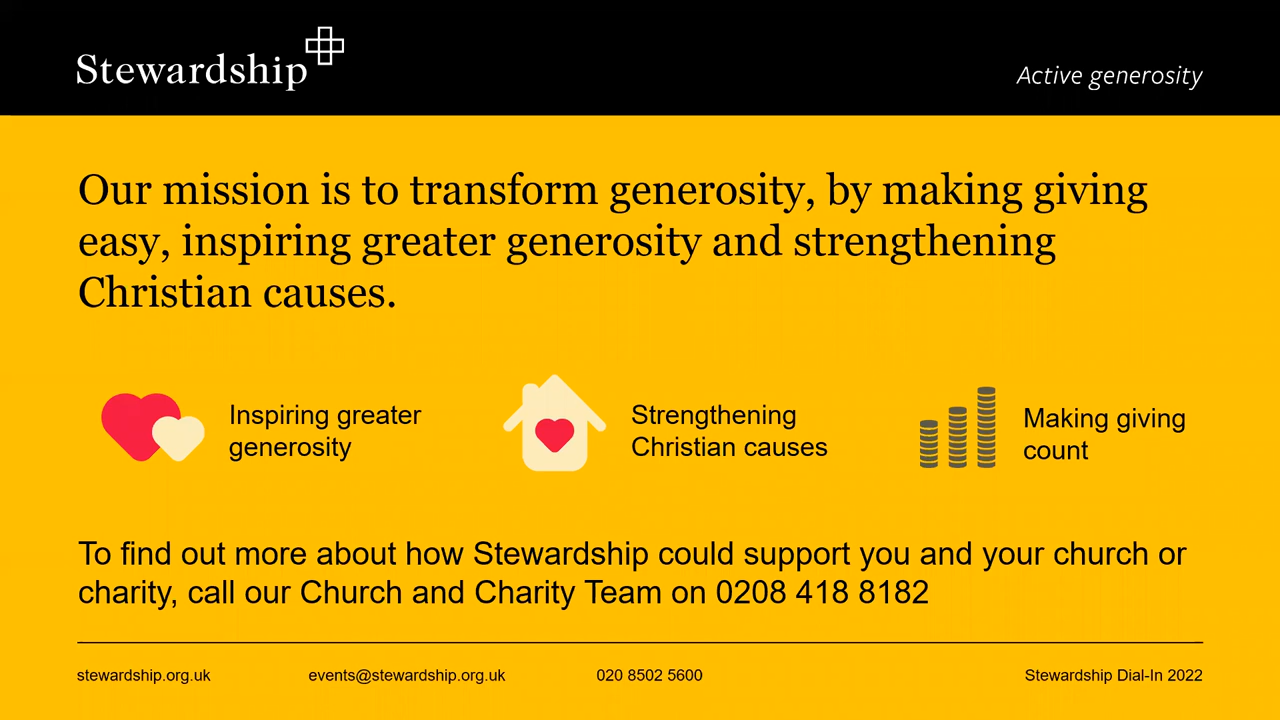 Stewardship
Active generosity
Our mission is to transform generosity, by making giving
easy, inspiring greater generosity and strengthening
Christian causes.
Inspiring greater
generosity
Strengthening
Christian causes
Making giving
count
To find out more about how Stewardship could support you and your church or
charity, call our Church and Charity Team on 0208 418 8182
stewardship.org.uk
events@stewardship.org.uk
020 8502 5600
Stewardship Dial-In 2022